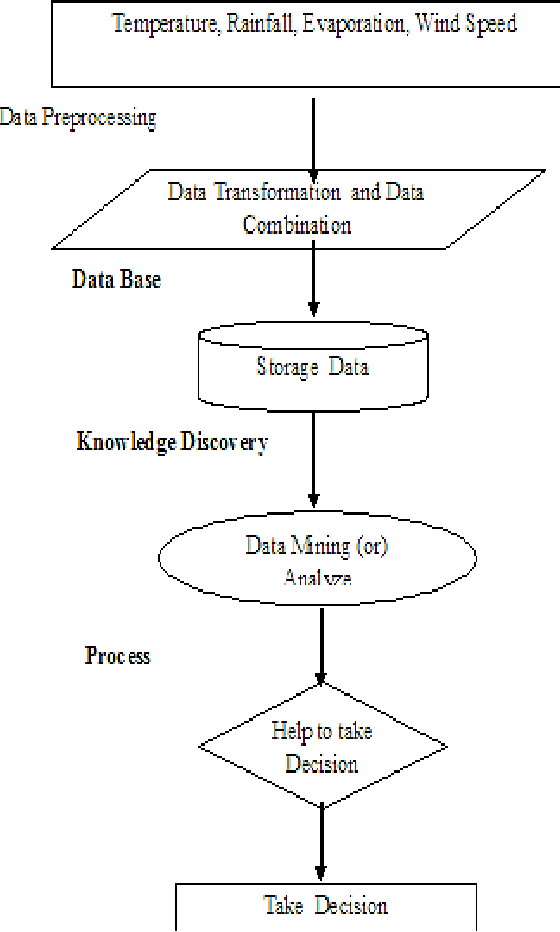 Temperature, Rainfall, Evaporation, Wind Speed
Data Preprocessing
Data Transformation and Data
Combination
Data Base
Storage Data
Knowledge Discovery
Data Mining (or)
Analyze
Process
Help to take
Decision
Take Decision